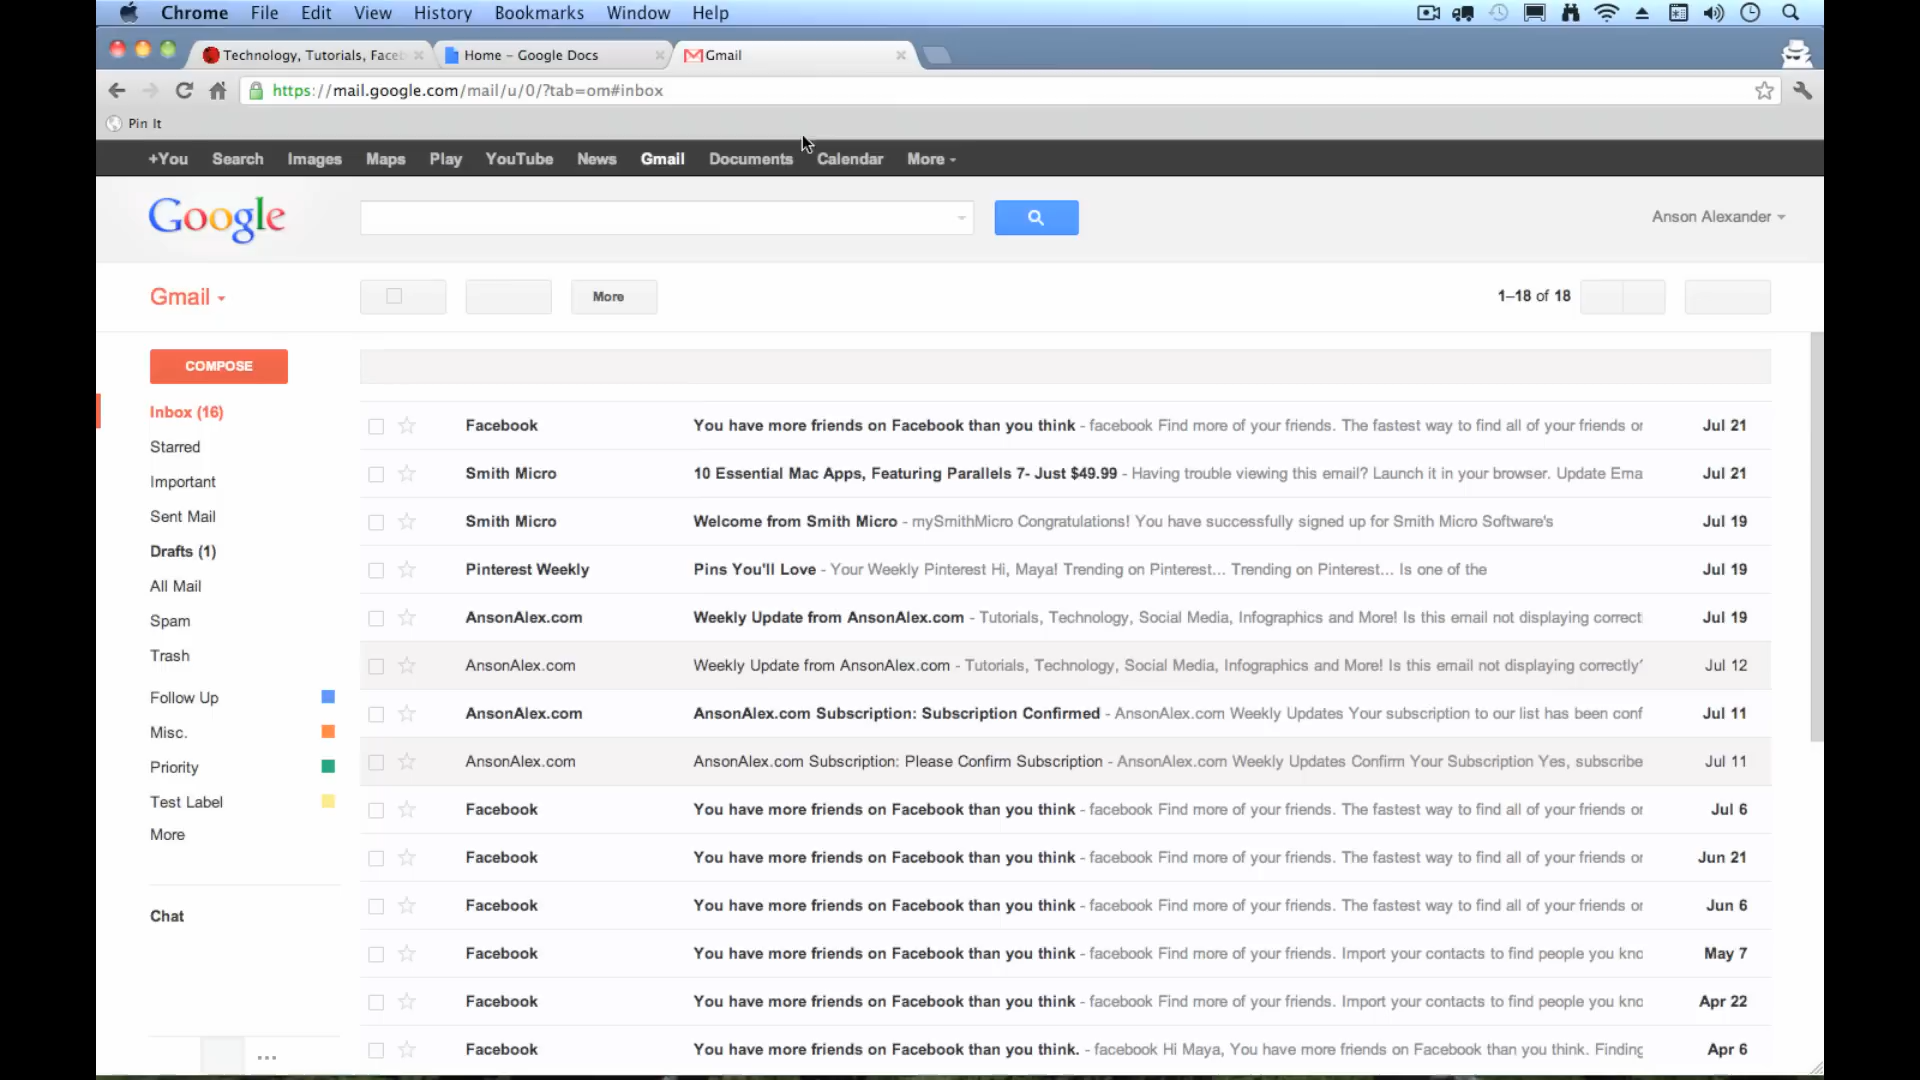 Chrome File Edit View History Bookmarks Window Help
Technology, Tutorials, Faceb Home – Google Docs Gmail
https://mail.google.com/mail/u/0/?tab=om#inbox
Pin It
+You Search Images Maps Play YouTube News Gmail Documents Calendar More
Google Anson Alexander
Gmail More 1–18 of 18
COMPOSE
Inbox (16)
Starred
Important
Sent Mail
Drafts (1)
All Mail
Spam
Trash
Follow Up
Misc.
Priority
Test Label
More
Chat
Facebook You have more friends on Facebook than you think - facebook Find more of your friends. The fastest way to find all of your friends or Jul 21
Smith Micro 10 Essential Mac Apps, Featuring Parallels 7- Just $49.99 - Having trouble viewing this email? Launch it in your browser. Update Ema Jul 21
Smith Micro Welcome from Smith Micro - mySmithMicro Congratulations! You have successfully signed up for Smith Micro Software's Jul 19
Pinterest Weekly Pins You'll Love - Your Weekly Pinterest Hi, Maya! Trending on Pinterest... Trending on Pinterest... Is one of the Jul 19
AnsonAlex.com Weekly Update from AnsonAlex.com - Tutorials, Technology, Social Media, Infographics and More! Is this email not displaying correctl Jul 19
AnsonAlex.com Weekly Update from AnsonAlex.com - Tutorials, Technology, Social Media, Infographics and More! Is this email not displaying correctly? Jul 12
AnsonAlex.com AnsonAlex.com Subscription: Subscription Confirmed - AnsonAlex.com Weekly Updates Your subscription to our list has been conf Jul 11
AnsonAlex.com AnsonAlex.com Subscription: Please Confirm Subscription - AnsonAlex.com Weekly Updates Confirm Your Subscription Yes, subscribe Jul 11
Facebook You have more friends on Facebook than you think - facebook Find more of your friends. The fastest way to find all of your friends or Jul 6
Facebook You have more friends on Facebook than you think - facebook Find more of your friends. The fastest way to find all of your friends or Jun 21
Facebook You have more friends on Facebook than you think - facebook Find more of your friends. The fastest way to find all of your friends or Jun 6
Facebook You have more friends on Facebook than you think - facebook Find more of your friends. Import your contacts to find people you kno May 7
Facebook You have more friends on Facebook than you think - facebook Find more of your friends. Import your contacts to find people you kno Apr 22
Facebook You have more friends on Facebook than you think. - facebook Hi Maya, You have more friends on Facebook than you think. Finding Apr 6